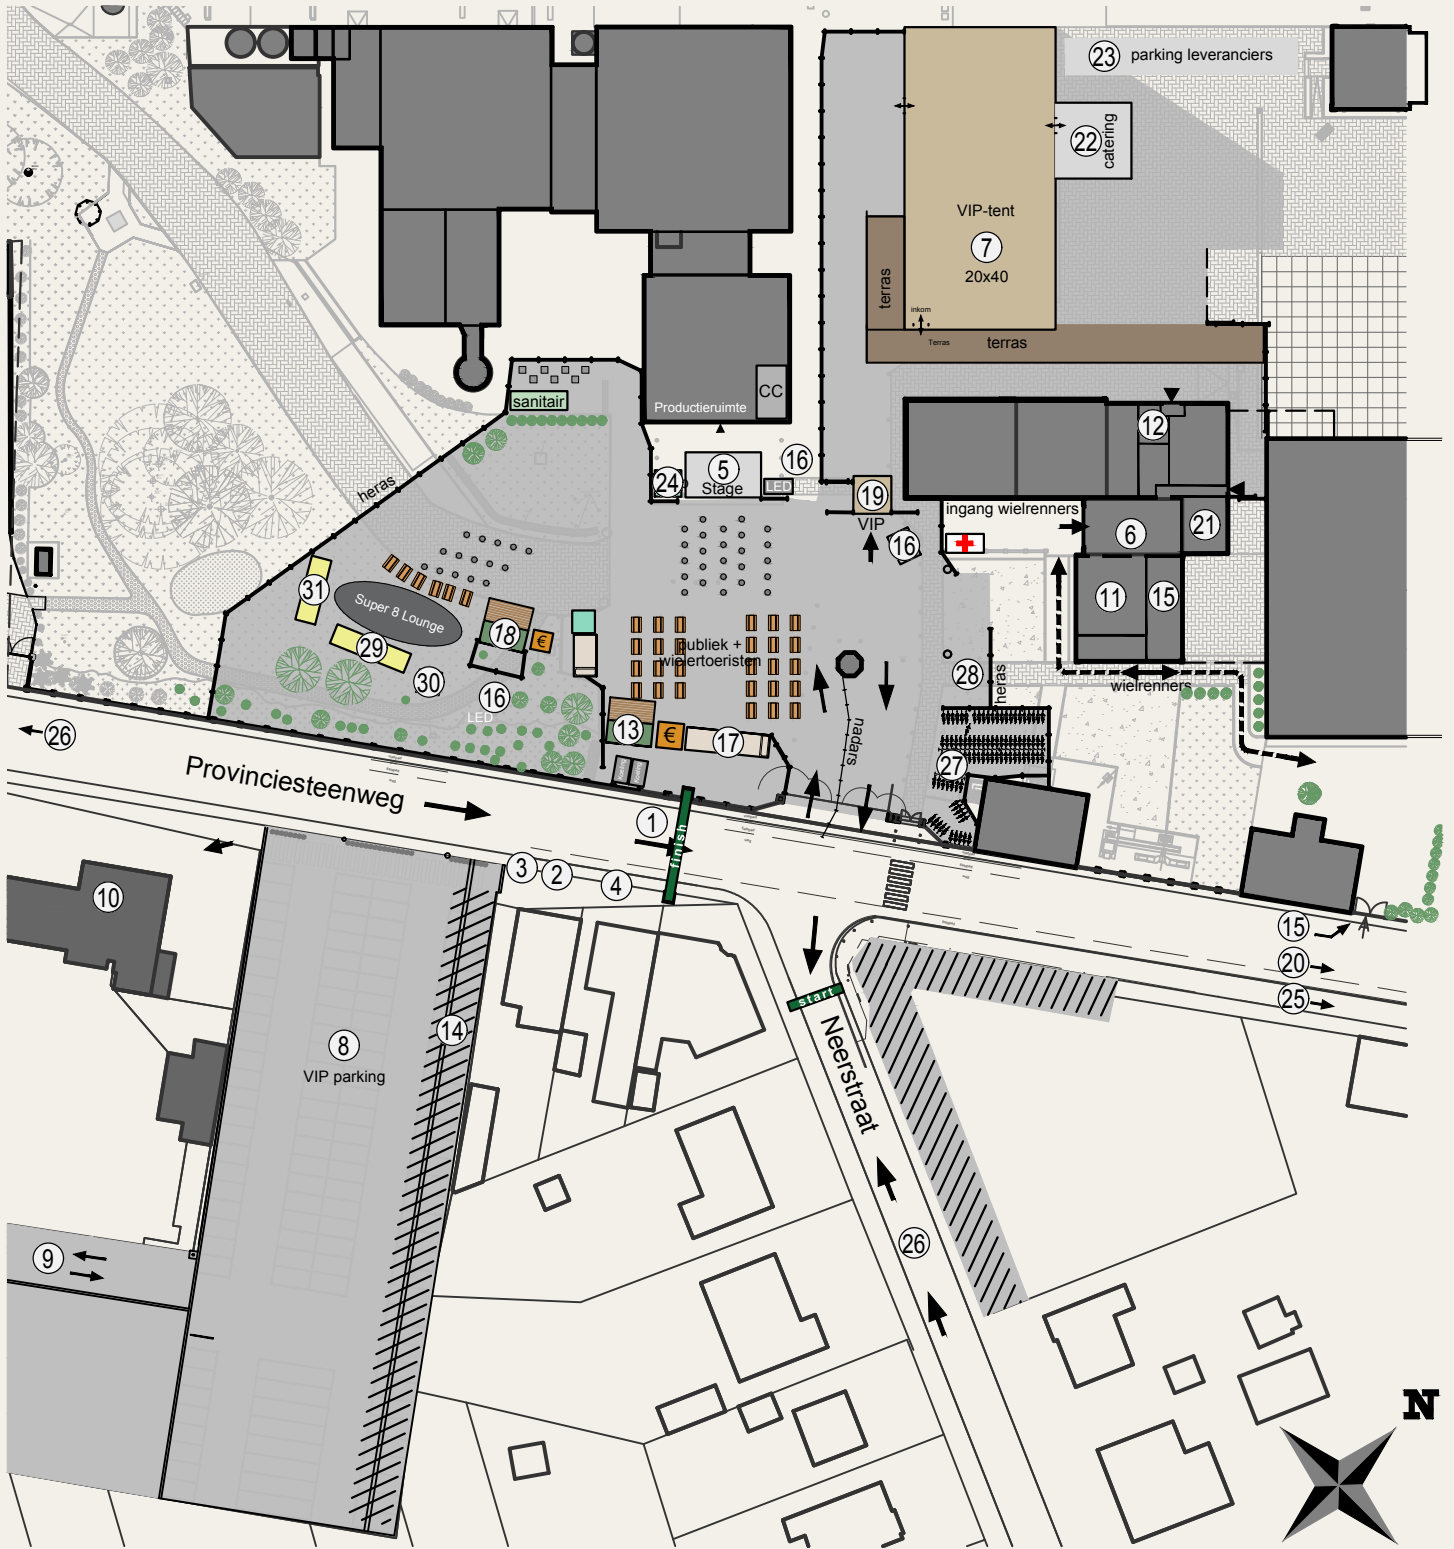 23 parking leveranciers
22
catering
VIP-tent
7
20x40
terras
inkom
Terras
terras
CC
Productieruimte
sanitair
12
5
Stage
16
LED
24
19
VIP
16
ingang wielrenners
6
21
heras
31
Super 8 Lounge
29
18
€
30
16
LED
publiek +
wielertoeristen
11
15
wielrenners
28
heras
13
€
17
nadars
27
26
Provinciesteenweg
1
finish
3
2
4
10
15
20
25
start
14
8
VIP parking
Neerstraat
9
26
N